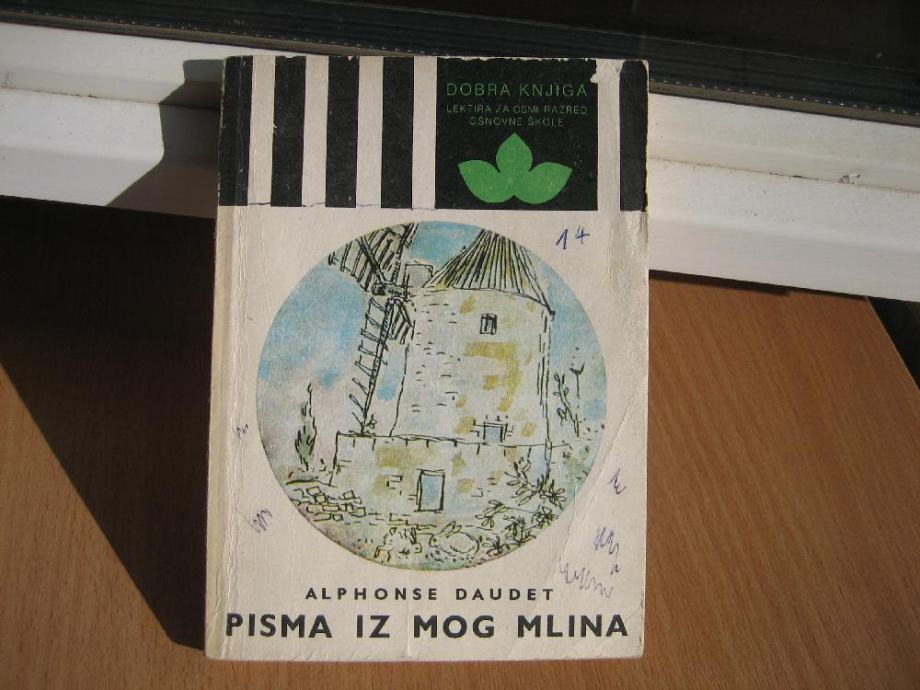 DOBRA KNJIGA
LEKTIRA ZA OSMI RAZRED
OSNOVNE ŠKOLE
14
ALPHONSE DAUDET
PISMA IZ MOG MLINA